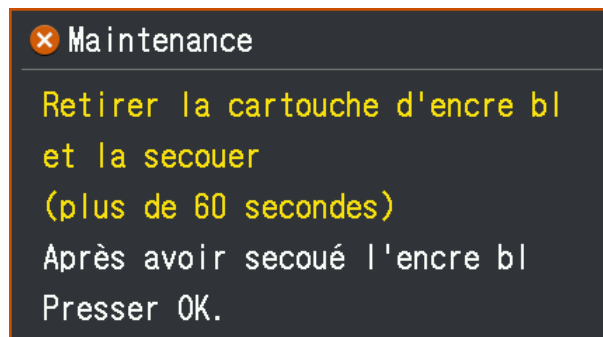 Maintenance
Retirer la cartouche d'encre bl
et la secouer
(plus de 60 secondes)
Après avoir secoué l'encre bl
Presser OK.